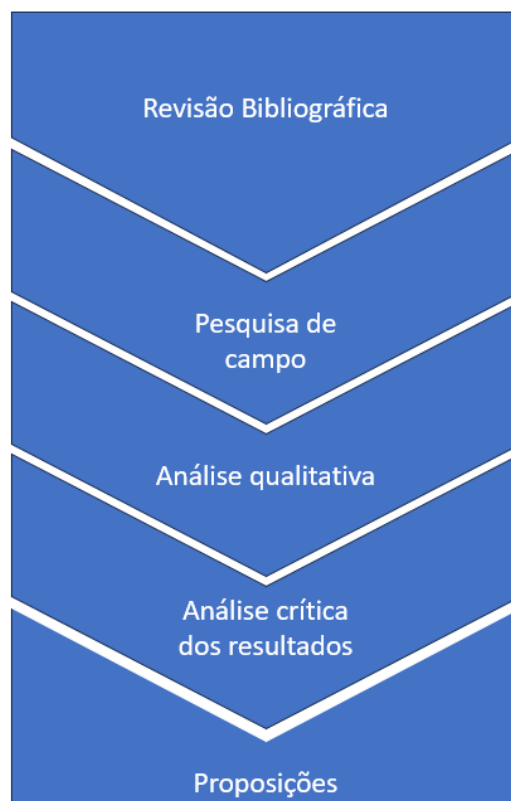 Revisão Bibliográfica
Pesquisa de
campo
Análise qualitativa
Análise crítica
dos resultados
Proposições